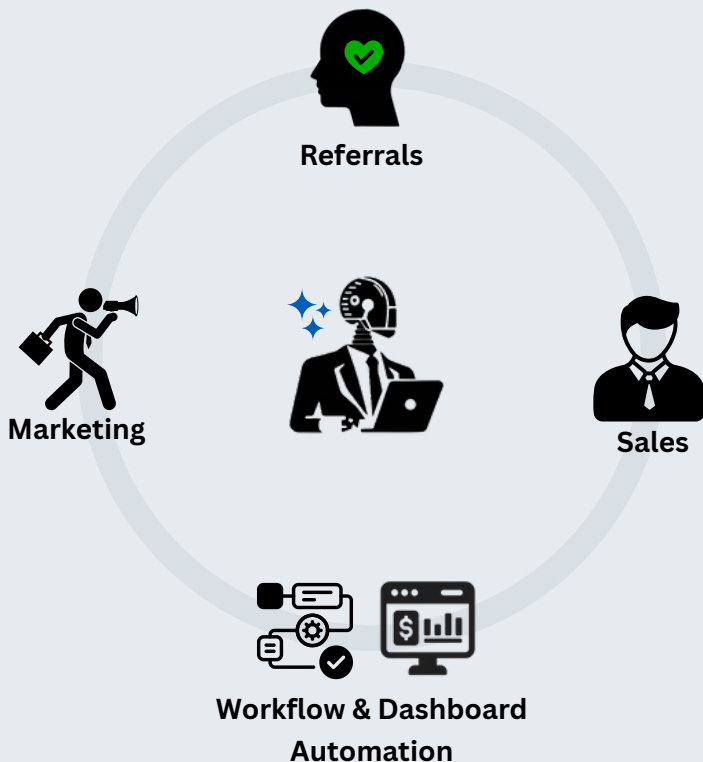 Referrals
Marketing
Sales
Workflow & Dashboard
Automation